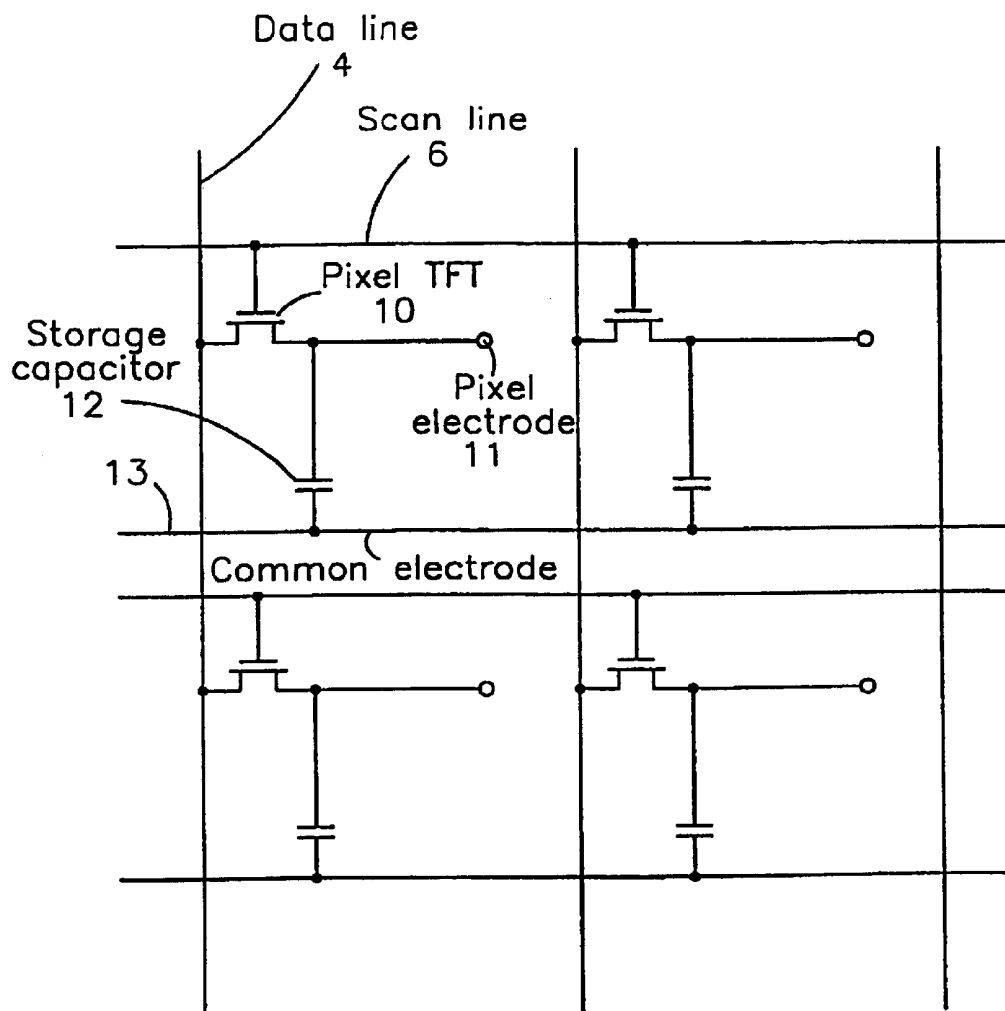 Data line
4
Scan line
6
Pixel TFT
10
Storage
capacitor
12
Pixel
electrode
11
13
Common electrode